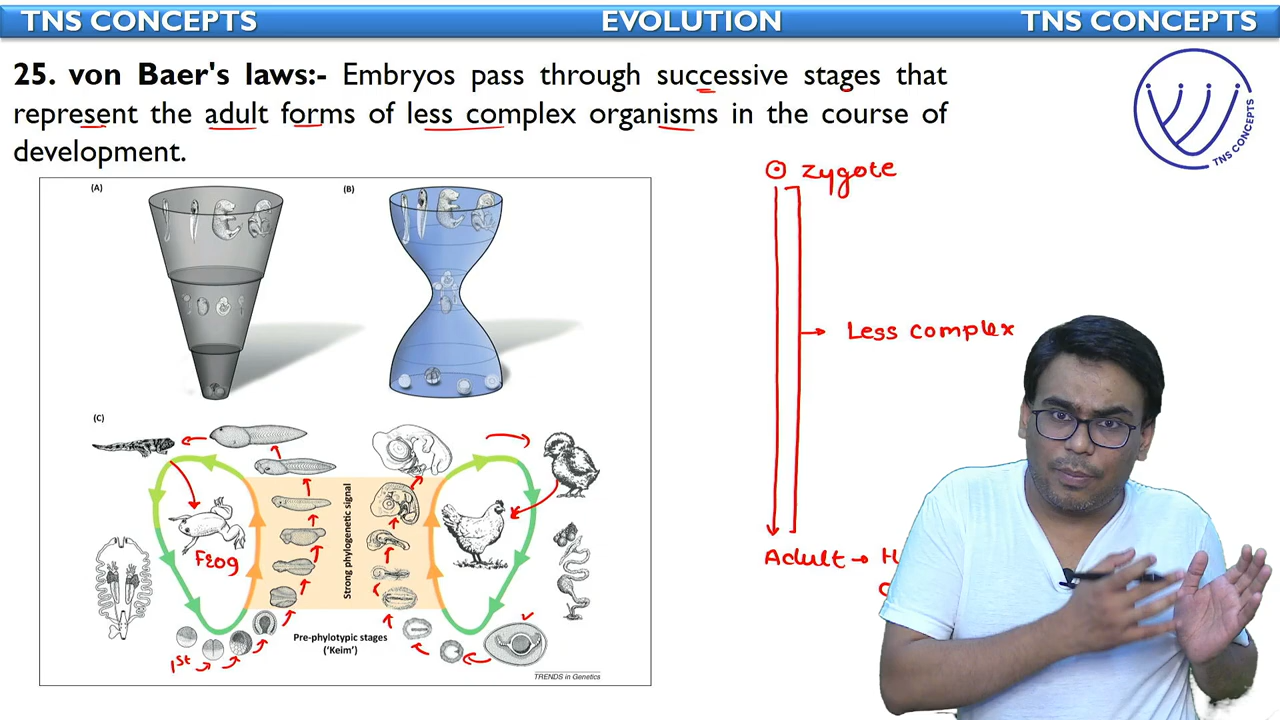 TNS CONCEPTS EVOLUTION TNS CONCEPTS
25. von Baer's laws:- Embryos pass through successive stages that
represent the adult forms of less complex organisms in the course of
development.
TNS CONCEPTS
(A) (B)
Zygote
Less complex
(C)
Strong phylogenetic signal
Frog
Adult → H
Pre-phylotypic stages
('Keim')
1st
TRENDS in Genetics